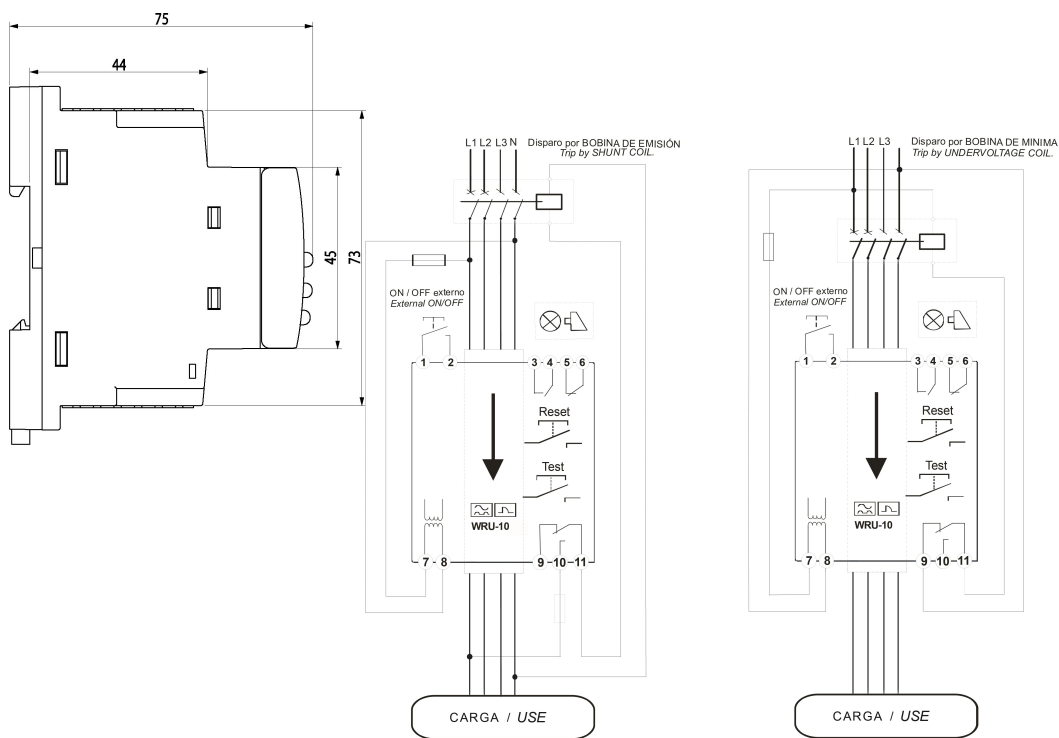 75
44
45
73
L1 L2 L3 N
Disparo por BOBINA DE EMISIÓN
Trip by SHUNT COIL.
ON / OFF externo
External ON/OFF
1 2
3 4 5 6
Reset
Test
WRU-10
7 8
9 10 11
CARGA / USE
L1 L2 L3
Disparo por BOBINA DE MINIMA
Trip by UNDERVOLTAGE COIL.
ON / OFF externo
External ON/OFF
1 2
3 4 5 6
Reset
Test
WRU-10
7 8
9 10 11
CARGA / USE